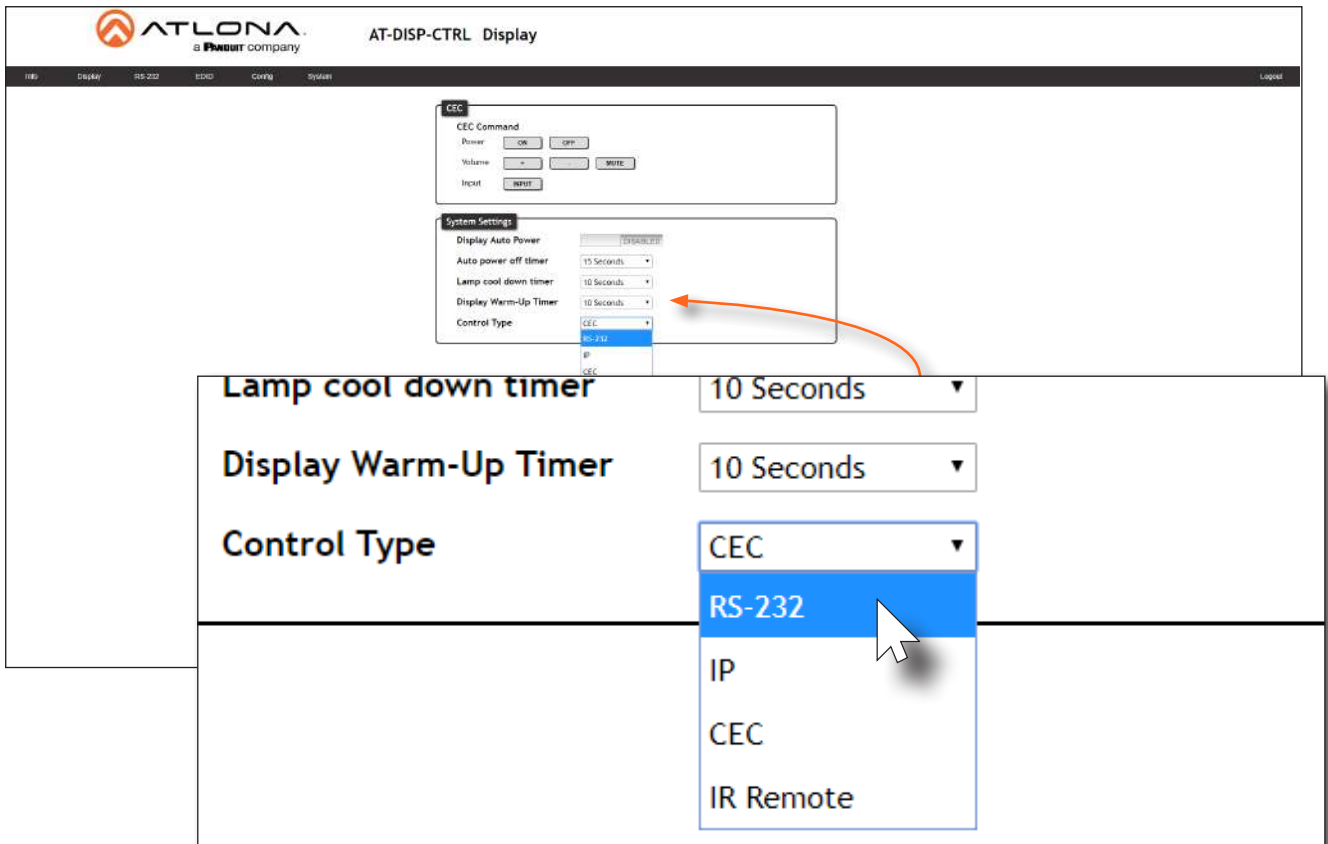 ATLONA.
a PANDUIT company
AT-DISP-CTRL Display
Info Display RS-232 EDID Config System Logout
CEC
CEC Command
Power ON OFF
Volume + - MUTE
Input INPUT
System Settings
Display Auto Power DISABLED
Auto power off timer 15 Seconds
Lamp cool down timer 10 Seconds
Display Warm-Up Timer 10 Seconds
Control Type CEC
RS-232
IP
CEC
Lamp cool down timer 10 Seconds
Display Warm-Up Timer 10 Seconds
Control Type CEC
RS-232
IP
CEC
IR Remote